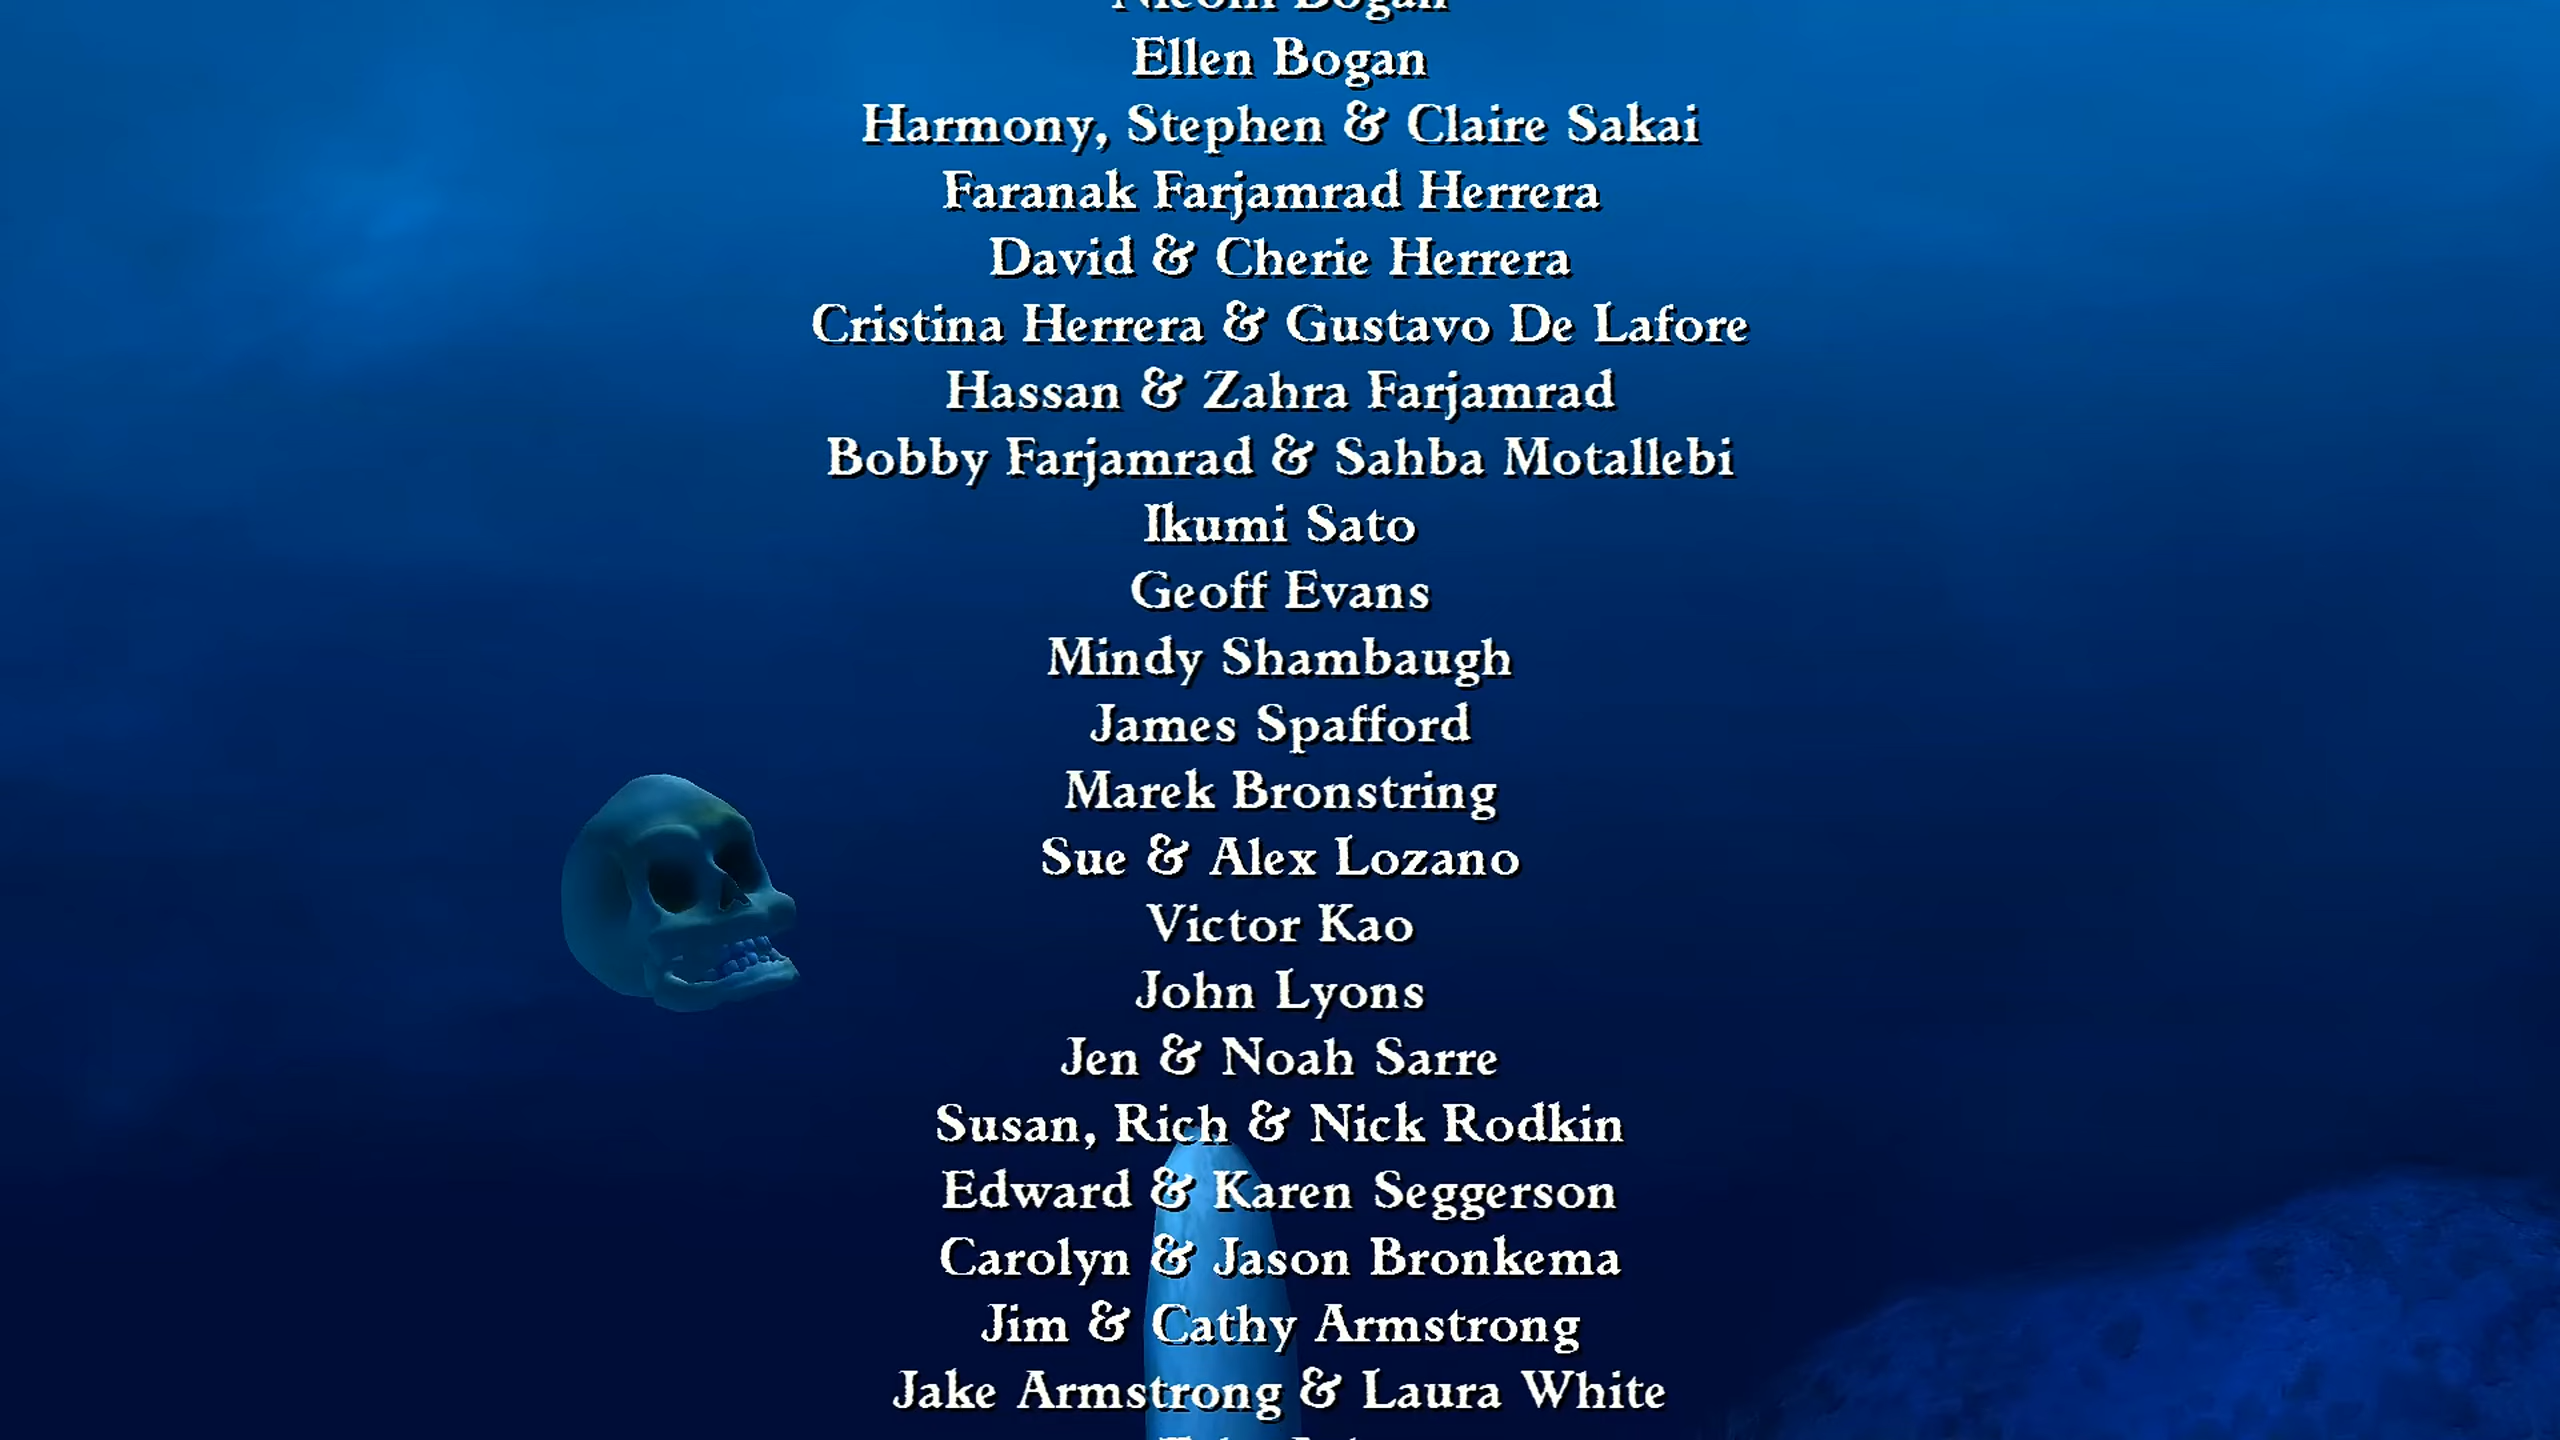 Bogan
Ellen Bogan
Harmony, Stephen & Claire Sakai
Faranak Farjamrad Herrera
David & Cherie Herrera
Cristina Herrera & Gustavo De Lafore
Hassan & Zahra Farjamrad
Bobby Farjamrad & Sahba Motallebi
Ikumi Sato
Geoff Evans
Mindy Shambaugh
James Spafford
Marek Bronstring
Sue & Alex Lozano
Victor Kao
John Lyons
Jen & Noah Sarre
Susan, Rich & Nick Rodkin
Edward & Karen Seggerson
Carolyn & Jason Bronkema
Jim & Cathy Armstrong
Jake Armstrong & Laura White